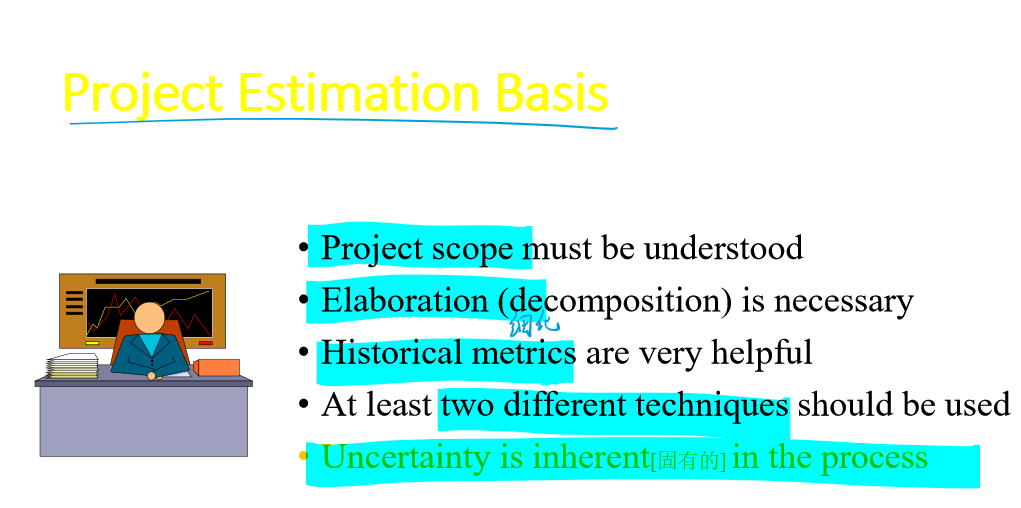 Project Estimation Basis
• Project scope must be understood
• Elaboration (decomposition) is necessary
细化
• Historical metrics are very helpful
• At least two different techniques should be used
• Uncertainty is inherent[固有的] in the process